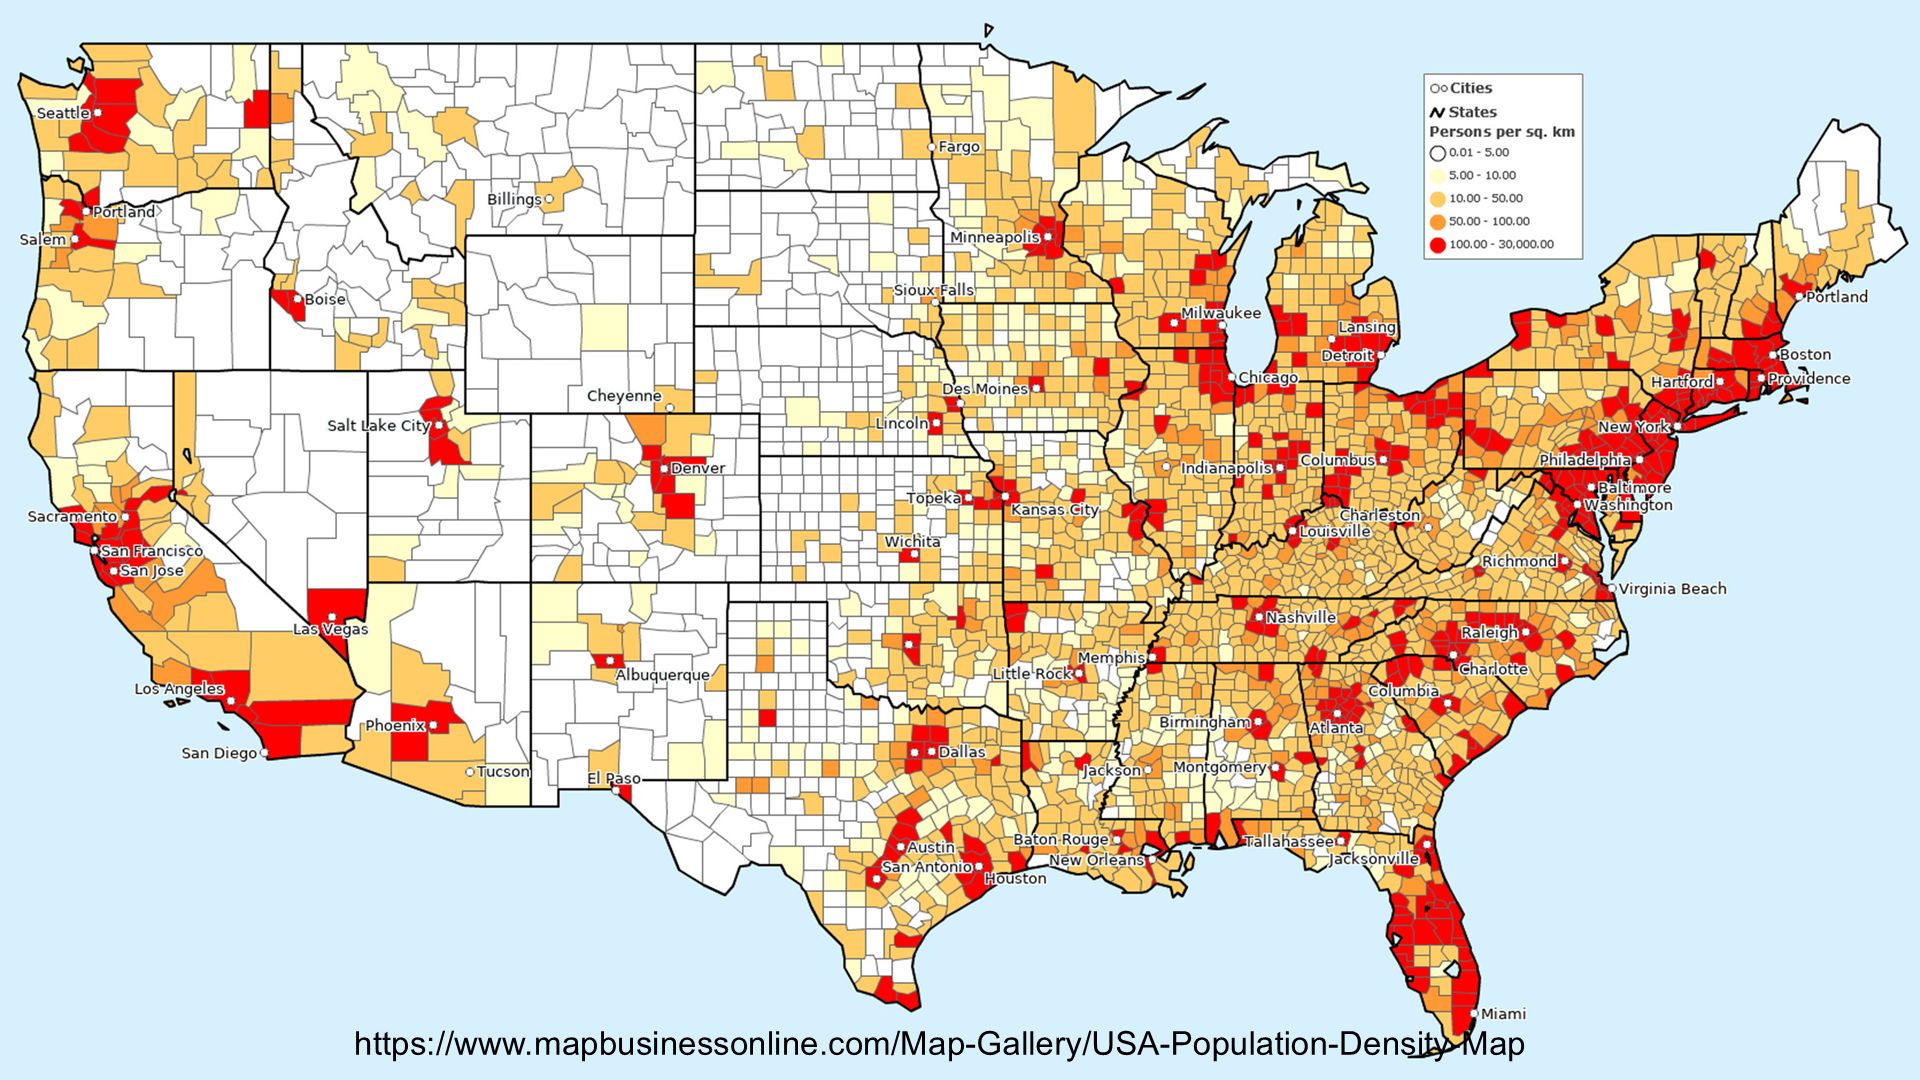 Cities
States
Persons per sq. km
0.01 - 5.00
5.00 - 10.00
10.00 - 50.00
50.00 - 100.00
100.00 - 30,000.00
Seattle
Fargo
Billings
Portland
Salem
Minneapolis
Sioux Falls
Boise
Portland
Milwaukee
Lansing
Detroit
Boston
Chicago
Hartford
Providence
Des Moines
Cheyenne
Salt Lake City
Lincoln
New York
Denver
Indianapolis
Columbus
Philadelphia
Baltimore
Topeka
Kansas City
Washington
Sacramento
Charleston
Louisville
San Francisco
Wichita
San Jose
Richmond
Virginia Beach
Las Vegas
Nashville
Raleigh
Memphis
Charlotte
Albuquerque
Little Rock
Los Angeles
Columbia
Phoenix
Birmingham
Atlanta
San Diego
Dallas
Tucson
Jackson
Montgomery
El Paso
Baton Rouge
Tallahassee
Austin
New Orleans
Jacksonville
San Antonio
Houston
Miami
https://www.mapbusinessonline.com/Map-Gallery/USA-Population-Density-Map